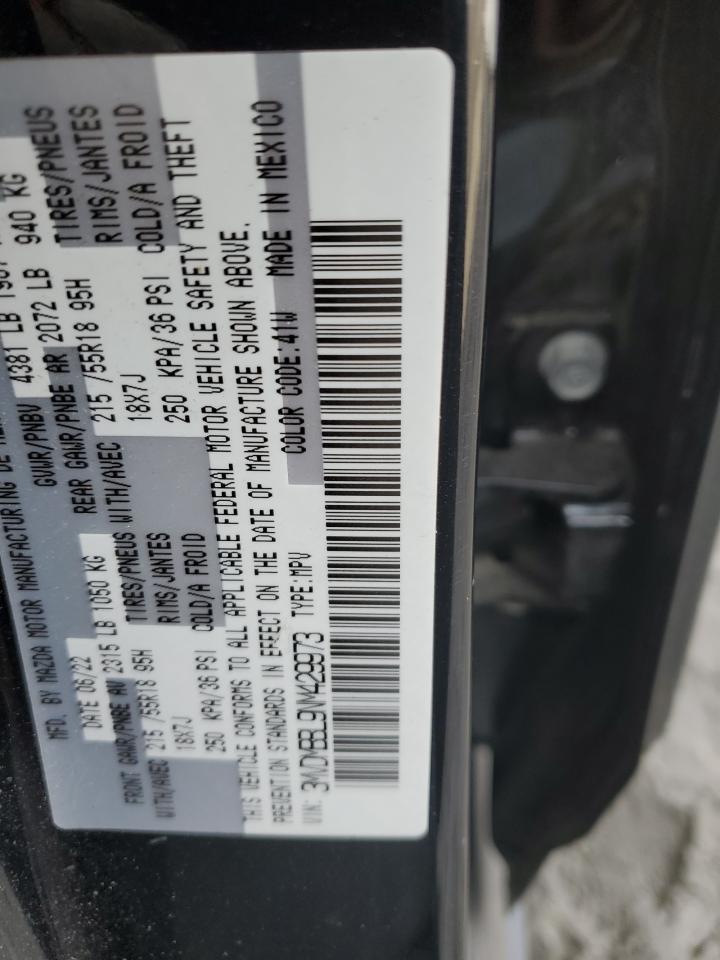 MFD. BY MAZDA MOTOR MANUFACTURING DE
DATE 06/22 GVWR/PNBV 4381 LB
FRONT GAWR/PNBE AV 2315 LB 1050 KG REAR GAWR/PNBE AR 2072 LB 940 KG
WITH/AVEC 215 /55R18 95H TIRES/PNEUS WITH/AVEC 215 /55R18 95H TIRES/PNEUS
18X7J RIMS/JANTES 18X7J RIMS/JANTES
250 KPA/36 PSI COLD/A FROID 250 KPA/36 PSI COLD/A FROID
THIS VEHICLE CONFORMS TO ALL APPLICABLE FEDERAL MOTOR VEHICLE SAFETY AND THEFT
PREVENTION STANDARDS IN EFFECT ON THE DATE OF MANUFACTURE SHOWN ABOVE.
VIN: 3MVDMBBL9NM429973 TYPE:MPV COLOR CODE:41W MADE IN MEXICO